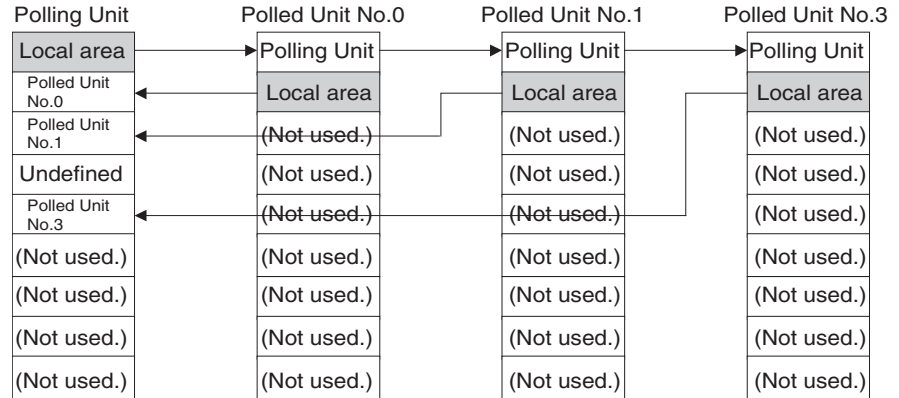 Polling Unit Polled Unit No.0 Polled Unit No.1 Polled Unit No.3
Local area Polling Unit Polling Unit Polling Unit
Polled Unit
No.0
Local area Local area Local area
Polled Unit
No.1
(Not used.) (Not used.) (Not used.)
Undefined (Not used.) (Not used.) (Not used.)
Polled Unit
No.3
(Not used.) (Not used.) (Not used.)
(Not used.) (Not used.) (Not used.) (Not used.)
(Not used.) (Not used.) (Not used.) (Not used.)
(Not used.) (Not used.) (Not used.) (Not used.)
(Not used.) (Not used.) (Not used.) (Not used.)